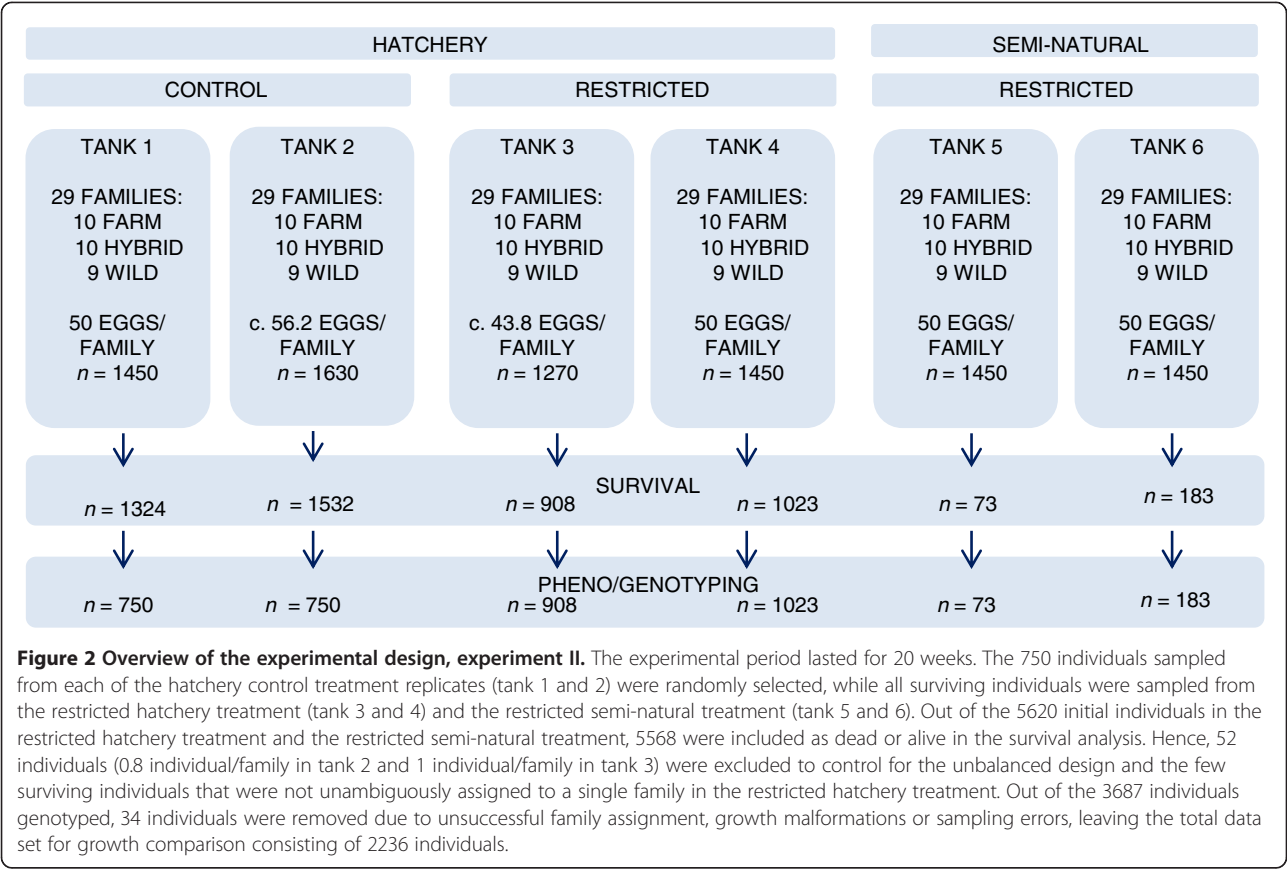 HATCHERY
SEMI-NATURAL
CONTROL
RESTRICTED
RESTRICTED
TANK 1
29 FAMILIES:
10 FARM
10 HYBRID
9 WILD
50 EGGS/
FAMILY
n = 1450
TANK 2
29 FAMILIES:
10 FARM
10 HYBRID
9 WILD
c. 56.2 EGGS/
FAMILY
n = 1630
TANK 3
29 FAMILIES:
10 FARM
10 HYBRID
9 WILD
c. 43.8 EGGS/
FAMILY
n = 1270
TANK 4
29 FAMILIES:
10 FARM
10 HYBRID
9 WILD
50 EGGS/
FAMILY
n = 1450
TANK 5
29 FAMILIES:
10 FARM
10 HYBRID
9 WILD
50 EGGS/
FAMILY
n = 1450
TANK 6
29 FAMILIES:
10 FARM
10 HYBRID
9 WILD
50 EGGS/
FAMILY
n = 1450
SURVIVAL
n = 1324
n = 1532
n = 908
n = 1023
n = 73
n = 183
PHENO/GENOTYPING
n = 750
n = 750
n = 908
n = 1023
n = 73
n = 183
Figure 2 Overview of the experimental design, experiment II. The experimental period lasted for 20 weeks. The 750 individuals sampled
from each of the hatchery control treatment replicates (tank 1 and 2) were randomly selected, while all surviving individuals were sampled from
the restricted hatchery treatment (tank 3 and 4) and the restricted semi-natural treatment (tank 5 and 6). Out of the 5620 initial individuals in the
restricted hatchery treatment and the restricted semi-natural treatment, 5568 were included as dead or alive in the survival analysis. Hence, 52
individuals (0.8 individual/family in tank 2 and 1 individual/family in tank 3) were excluded to control for the unbalanced design and the few
surviving individuals that were not unambiguously assigned to a single family in the restricted hatchery treatment. Out of the 3687 individuals
genotyped, 34 individuals were removed due to unsuccessful family assignment, growth malformations or sampling errors, leaving the total data
set for growth comparison consisting of 2236 individuals.